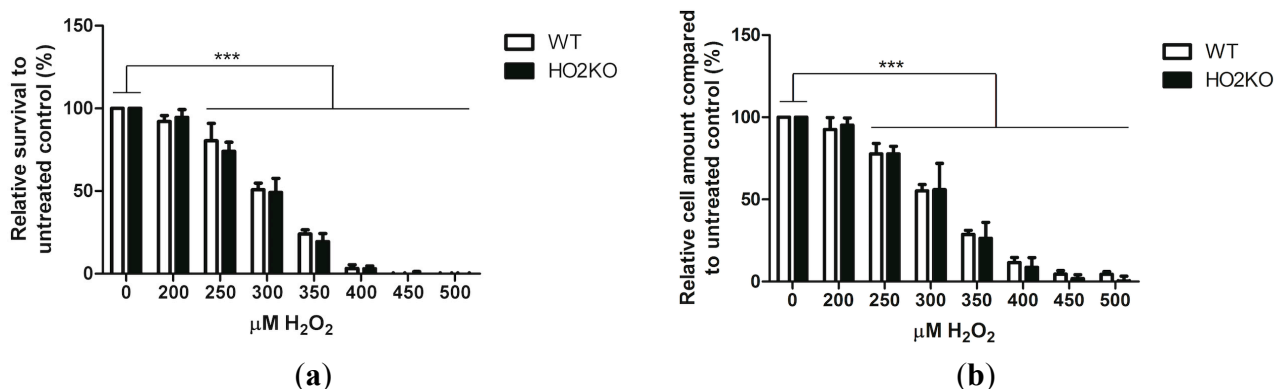 150
100
50
0
Relative survival to
untreated control (%)
***
WT
HO2KO
0 200 250 300 350 400 450 500
μM H₂O₂
(a)
150
100
50
0
Relative cell amount compared
to untreated control (%)
***
WT
HO2KO
0 200 250 300 350 400 450 500
μM H₂O₂
(b)